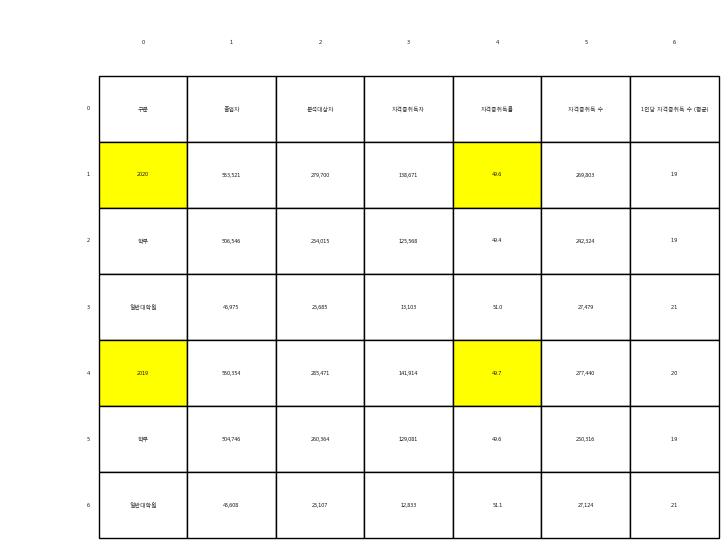 0 1 2 3 4 5 6
0 구분 졸업자 분석대상자 자격증취득자 자격증취득률 자격증취득 수 1인당 자격증취득 수 (평균)
1 2020 553,521 279,700 138,671 49.6 269,803 1.9
2 학부 506,546 254,015 125,568 49.4 242,324 1.9
3 일반대학원 46,975 25,685 13,103 51.0 27,479 2.1
4 2019 550,354 285,471 141,914 49.7 277,440 2.0
5 학부 504,746 260,364 129,081 49.6 250,316 1.9
6 일반대학원 45,608 25,107 12,833 51.1 27,124 2.1